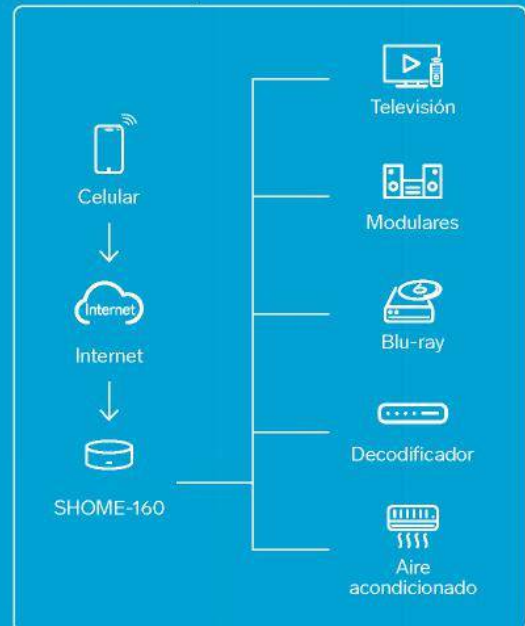 Celular
Internet
Internet
SHOME-160
Televisión
Modulares
Blu-ray
Decodificador
Aire
acondicionado